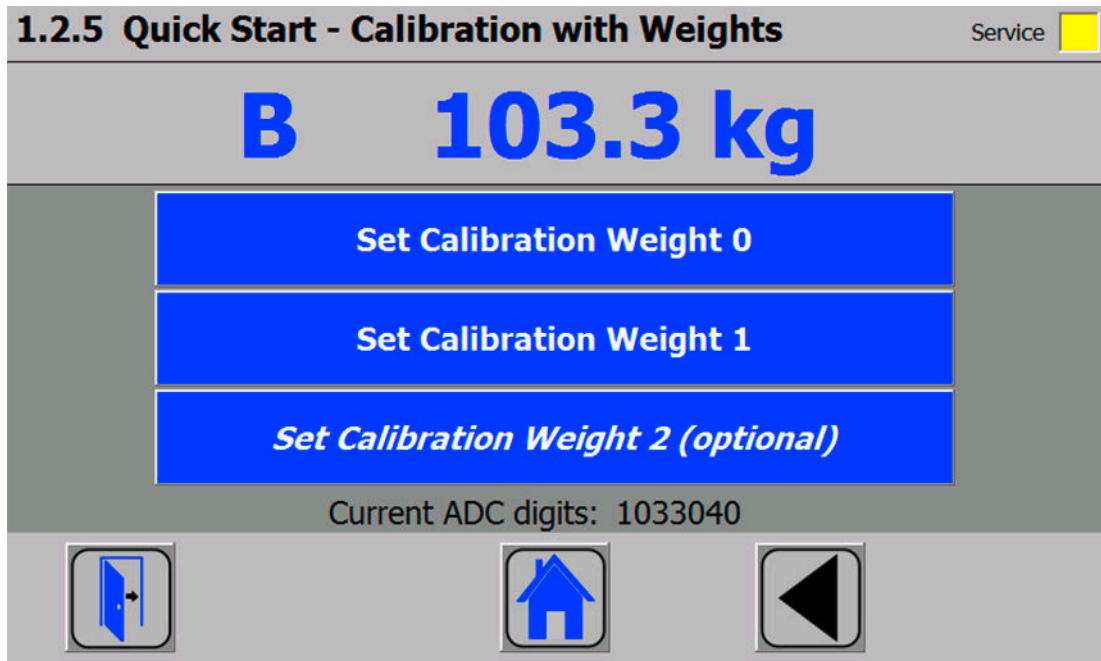 1.2.5 Quick Start - Calibration with Weights Service
B 103.3 kg
Set Calibration Weight 0
Set Calibration Weight 1
Set Calibration Weight 2 (optional)
Current ADC digits: 1033040